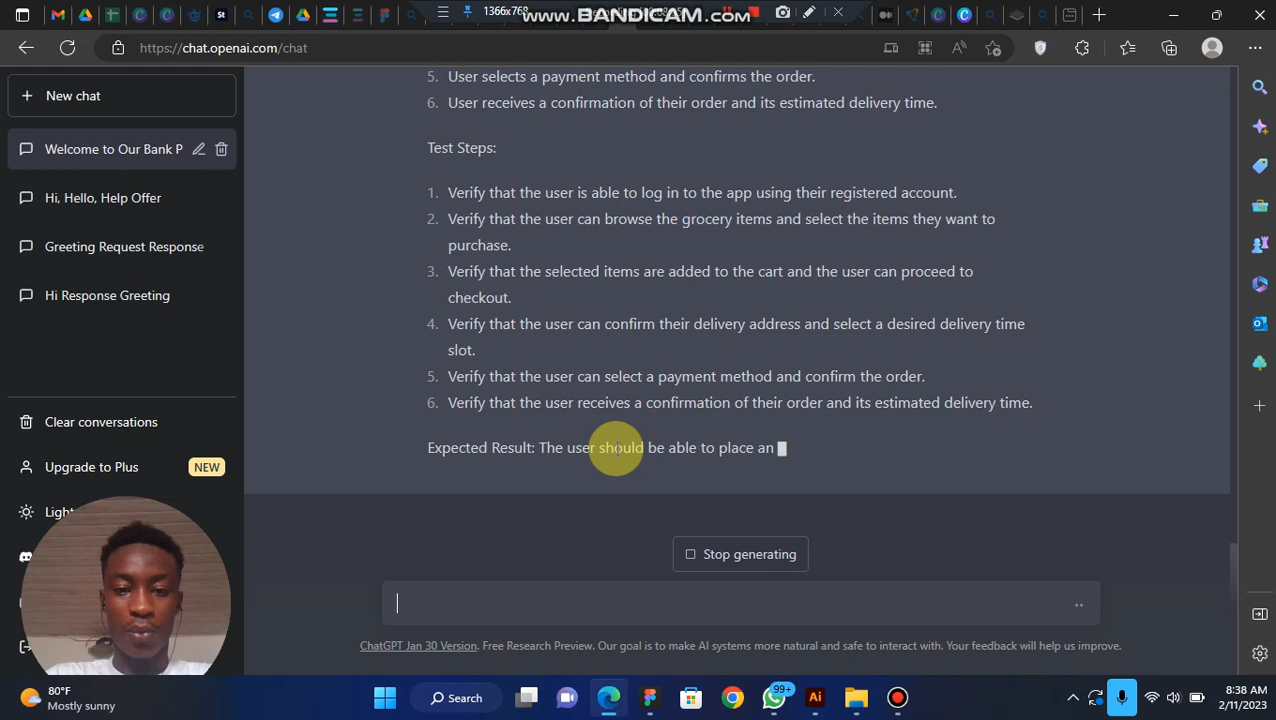 1366x768
www.BANDICAM.com
https://chat.openai.com/chat
New chat
Welcome to Our Bank P
Hi, Hello, Help Offer
Greeting Request Response
Hi Response Greeting
Clear conversations
Upgrade to Plus
NEW
Light
5. User selects a payment method and confirms the order.
6. User receives a confirmation of their order and its estimated delivery time.
Test Steps:
1. Verify that the user is able to log in to the app using their registered account.
2. Verify that the user can browse the grocery items and select the items they want to
purchase.
3. Verify that the selected items are added to the cart and the user can proceed to
checkout.
4. Verify that the user can confirm their delivery address and select a desired delivery time
slot.
5. Verify that the user can select a payment method and confirm the order.
6. Verify that the user receives a confirmation of their order and its estimated delivery time.
Expected Result: The user should be able to place an
Stop generating
ChatGPT Jan 30 Version. Free Research Preview. Our goal is to make AI systems more natural and safe to interact with. Your feedback will help us improve.
80°F
Mostly sunny
Search
99+
8:38 AM
2/11/2023